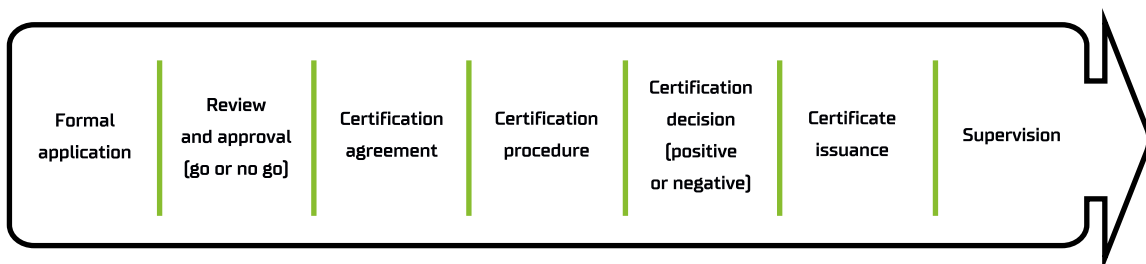 Formal
application
Review
and approval
(go or no go)
Certification
agreement
Certification
procedure
Certification
decision
(positive
or negative)
Certificate
issuance
Supervision